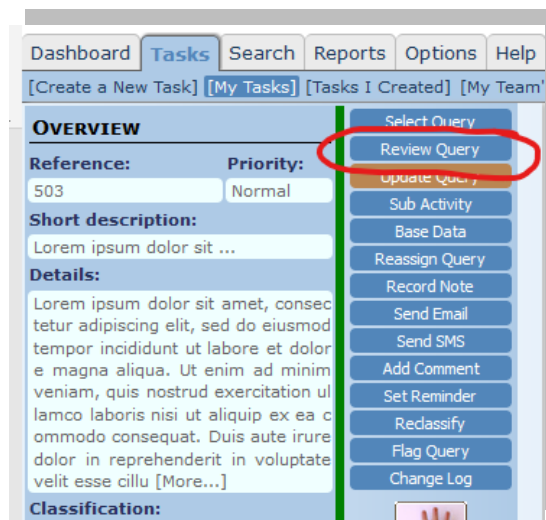 Dashboard Tasks Search Reports Options Help
[Create a New Task] [My Tasks] [Tasks I Created] [My Team'
OVERVIEW
Reference: Priority:
503 Normal
Short description:
Lorem ipsum dolor sit ...
Details:
Lorem ipsum dolor sit amet, consec
tetur adipiscing elit, sed do eiusmod
tempor incididunt ut labore et dolor
e magna aliqua. Ut enim ad minim
veniam, quis nostrud exercitation ul
lamco laboris nisi ut aliquip ex ea c
ommodo consequat. Duis aute irure
dolor in reprehenderit in voluptate
velit esse cillu [More...]
Classification:
Select Query
Review Query
Update Query
Sub Activity
Base Data
Reassign Query
Record Note
Send Email
Send SMS
Add Comment
Set Reminder
Reclassify
Flag Query
Change Log